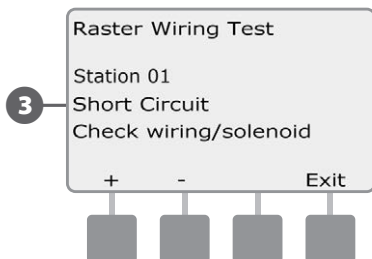 Raster Wiring Test
Station 01
3
Short Circuit
Check wiring/solenoid
+ - Exit